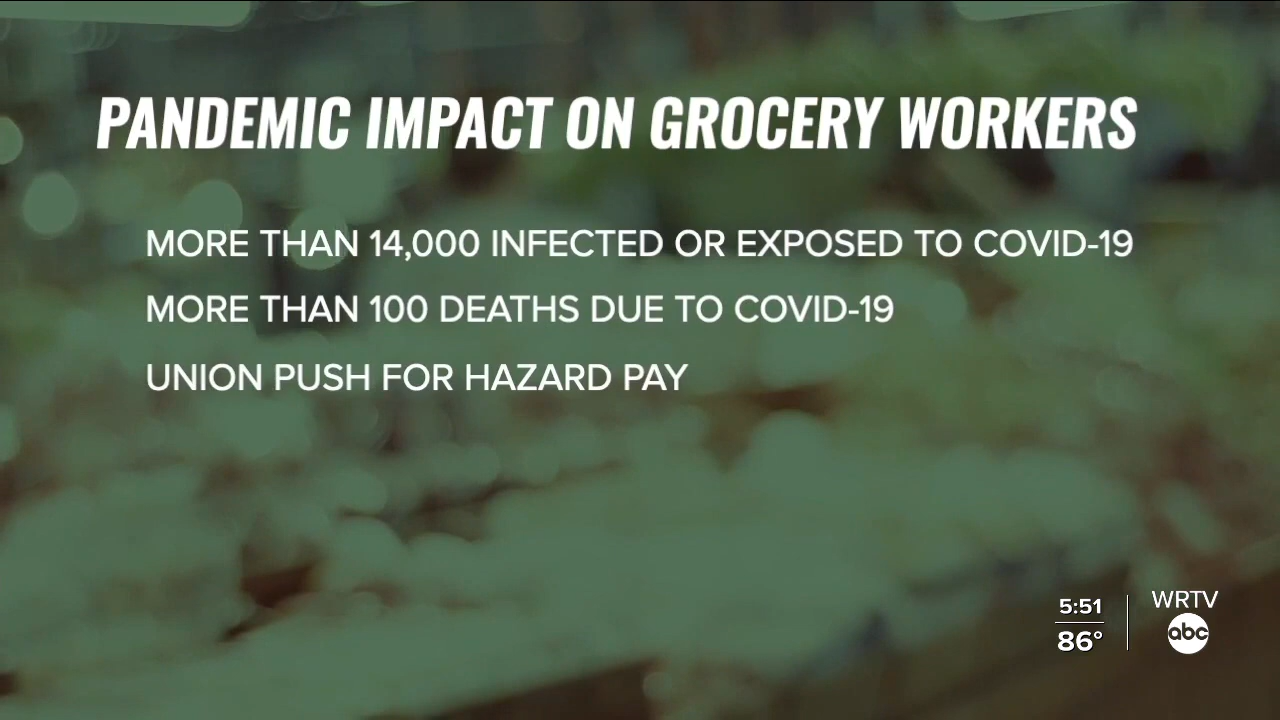 PANDEMIC IMPACT ON GROCERY WORKERS
MORE THAN 14,000 INFECTED OR EXPOSED TO COVID-19
MORE THAN 100 DEATHS DUE TO COVID-19
UNION PUSH FOR HAZARD PAY
5:51
86°
WRTV
abc